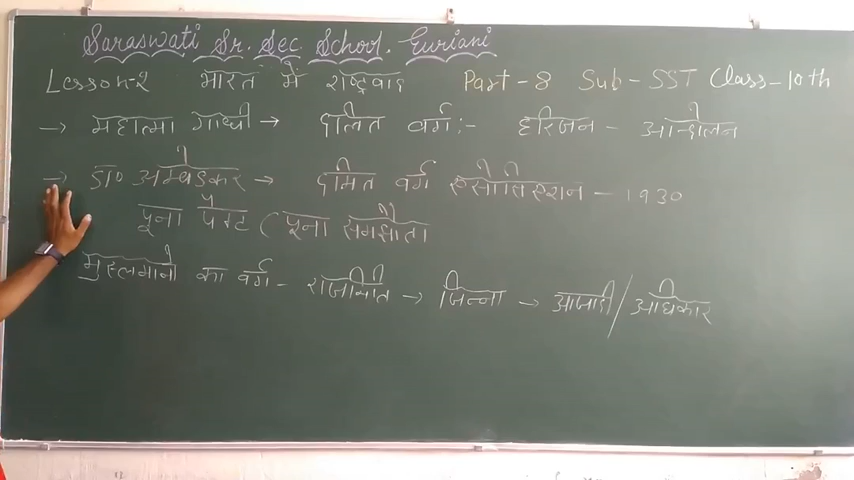 Saraswati Sr. Sec School. Guriani
Lesson-2 भारत में राष्ट्रवाद Part-8 Sub-SST Class-10th
→ महात्मा गाँधी → दलित वर्ग :- हरिजन - आन्दोलन
→ डा० अम्बेडकर → दमित वर्ग एसोसिएशन - 1930
पूना पैक्ट ( पूना समझौता
मुस्लमानो का वर्ग - राजनीति → जिन्ना → आजादी / अधिकार